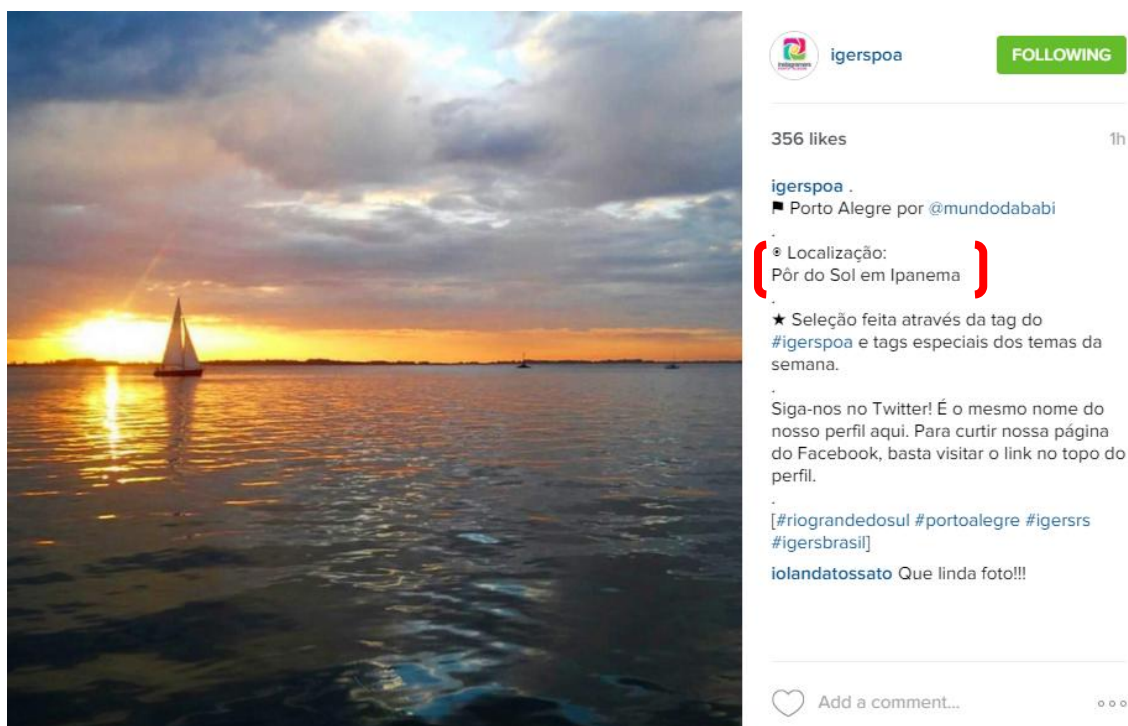 igerspoa
FOLLOWING
356 likes
1h
igerspoa .
⚑ Porto Alegre por @mundodababi
.
◉ Localização:
Pôr do Sol em Ipanema
.
★ Seleção feita através da tag do
#igerspoa e tags especiais dos temas da
semana.
.
Siga-nos no Twitter! É o mesmo nome do
nosso perfil aqui. Para curtir nossa página
do Facebook, basta visitar o link no topo do
perfil.
.
[#riograndedosul #portoalegre #igersrs
#igersbrasil]
iolandatossato Que linda foto!!!
Add a comment...